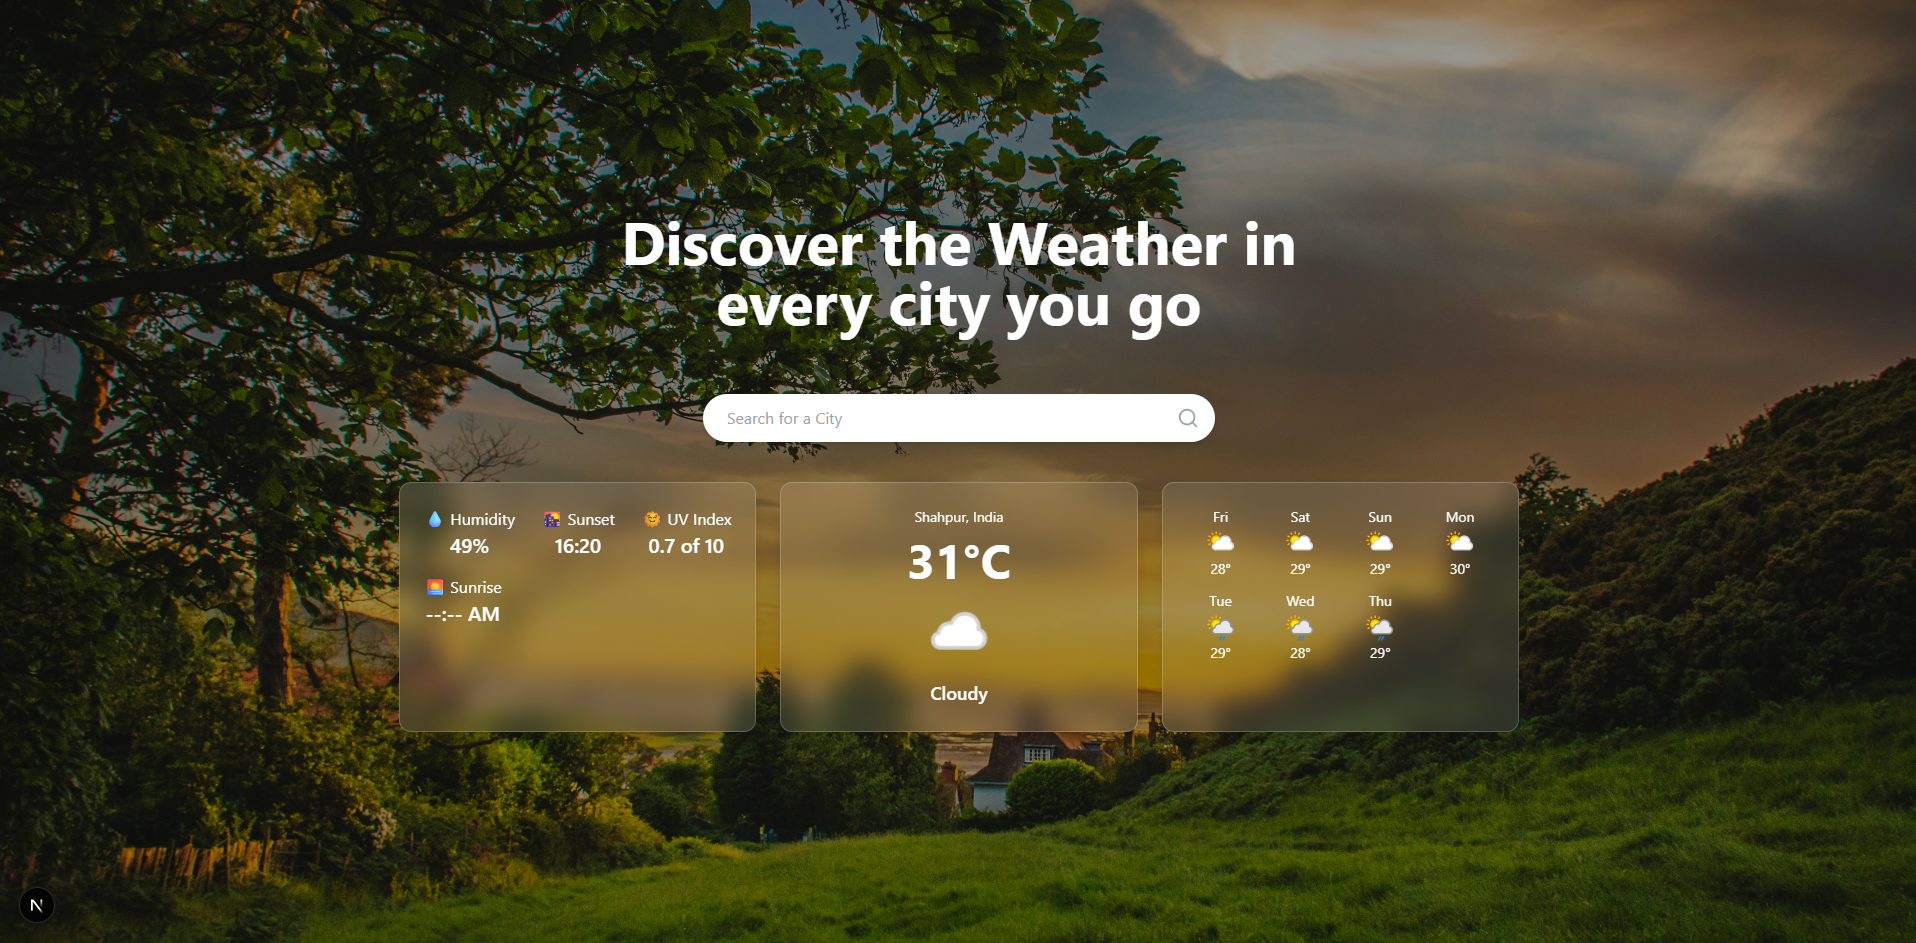 Discover the Weather in
every city you go
Search for a City
Humidity
49%
Sunset
16:20
UV Index
0.7 of 10
Sunrise
--:-- AM
Shahpur, India
31°C
Cloudy
Fri
28°
Sat
29°
Sun
29°
Mon
30°
Tue
29°
Wed
28°
Thu
29°
N